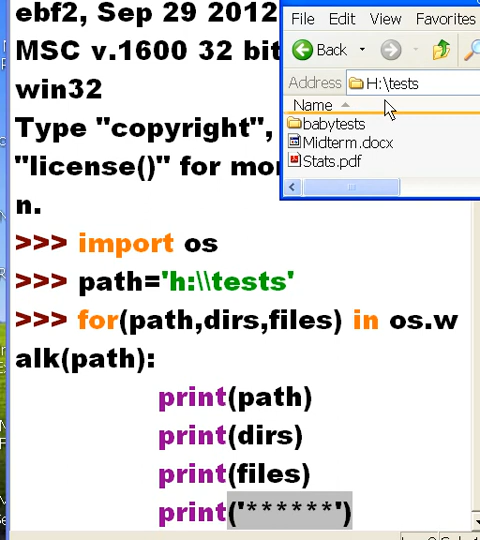 ebf2, Sep 29 2012
MSC v.1600 32 bit
win32
Type "copyright",
"license()" for mor
n.
>>> import os
>>> path='h:\\tests'
>>> for(path,dirs,files) in os.w
alk(path):
print(path)
print(dirs)
print(files)
print('******')
File Edit View Favorites
Back
Address H:\tests
Name
babytests
Midterm.docx
Stats.pdf